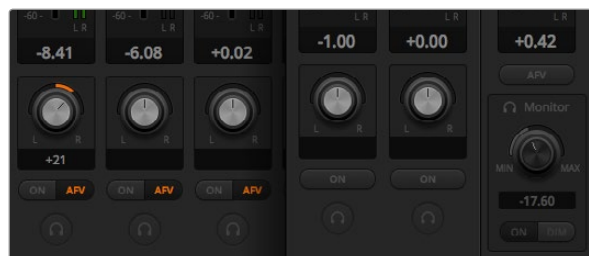 -60- -60- -60-
L R L R L R L R L R L R
-8.41 -6.08 +0.02 -1.00 +0.00 +0.42
AFV
Monitor
L R L R L R L R L R
MIN MAX
+21
ON AFV ON AFV ON AFV ON ON
-17.60
ON DIM